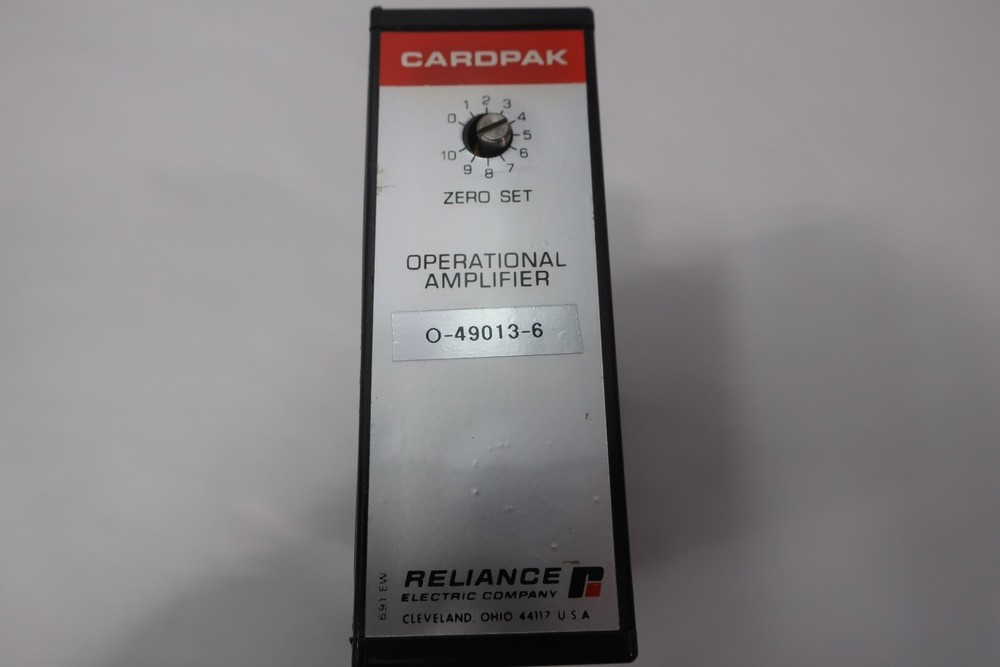 CARDPAK
0 1 2 3 4 5 6 7 8 9 10
ZERO SET
OPERATIONAL
AMPLIFIER
O-49013-6
RELIANCE
ELECTRIC COMPANY
CLEVELAND, OHIO 44117 U.S.A